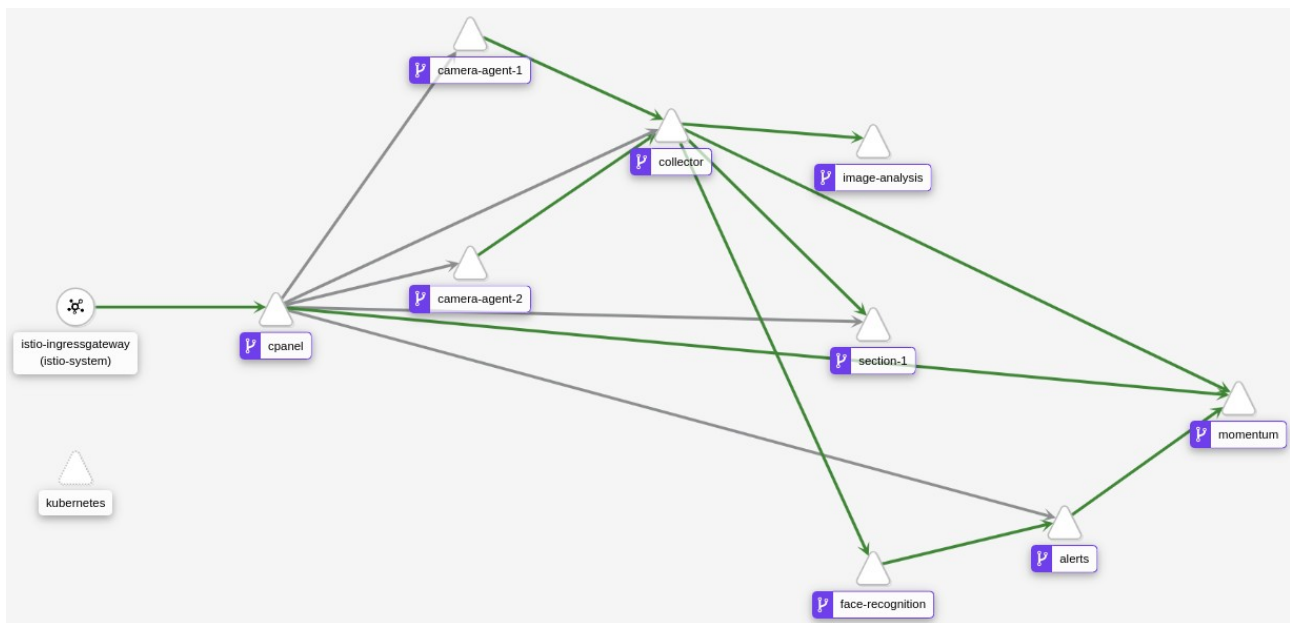 camera-agent-1
collector
image-analysis
camera-agent-2
istio-ingressgateway
(istio-system)
cpanel
section-1
momentum
kubernetes
alerts
face-recognition